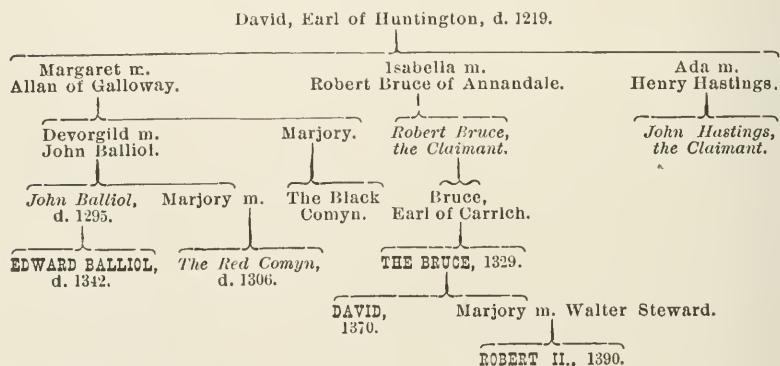 David, Earl of Huntington, d. 1219.
Margaret m.
Allan of Galloway.
Isabella m.
Robert Bruce of Annandale.
Ada m.
Henry Hastings.
Devorgild m.
John Balliol.
Marjory.
Robert Bruce,
the Claimant.
John Hastings,
the Claimant.
John Balliol,
d. 1295.
Marjory m.
The Black
Comyn.
Bruce,
Earl of Carrich.
EDWARD BALLIOL,
d. 1342.
The Red Comyn,
d. 1306.
THE BRUCE, 1329.
DAVID,
1370.
Marjory m. Walter Steward.
ROBERT II., 1390.